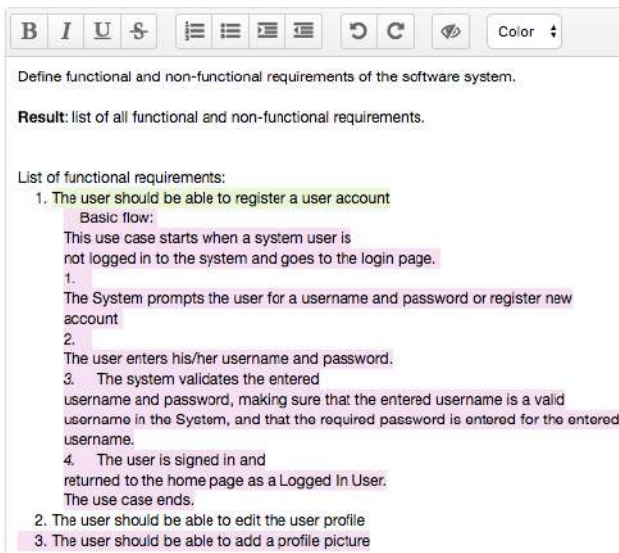 B I U S Color
Define functional and non-functional requirements of the software system.
Result: list of all functional and non-functional requirements.
List of functional requirements:
1. The user should be able to register a user account
Basic flow:
This use case starts when a system user is
not logged in to the system and goes to the login page.
1.
The System prompts the user for a username and password or register new
account
2.
The user enters his/her username and password.
3. The system validates the entered
username and password, making sure that the entered username is a valid
username in the System, and that the required password is entered for the entered
username.
4. The user is signed in and
returned to the home page as a Logged In User.
The use case ends.
2. The user should be able to edit the user profile
3. The user should be able to add a profile picture